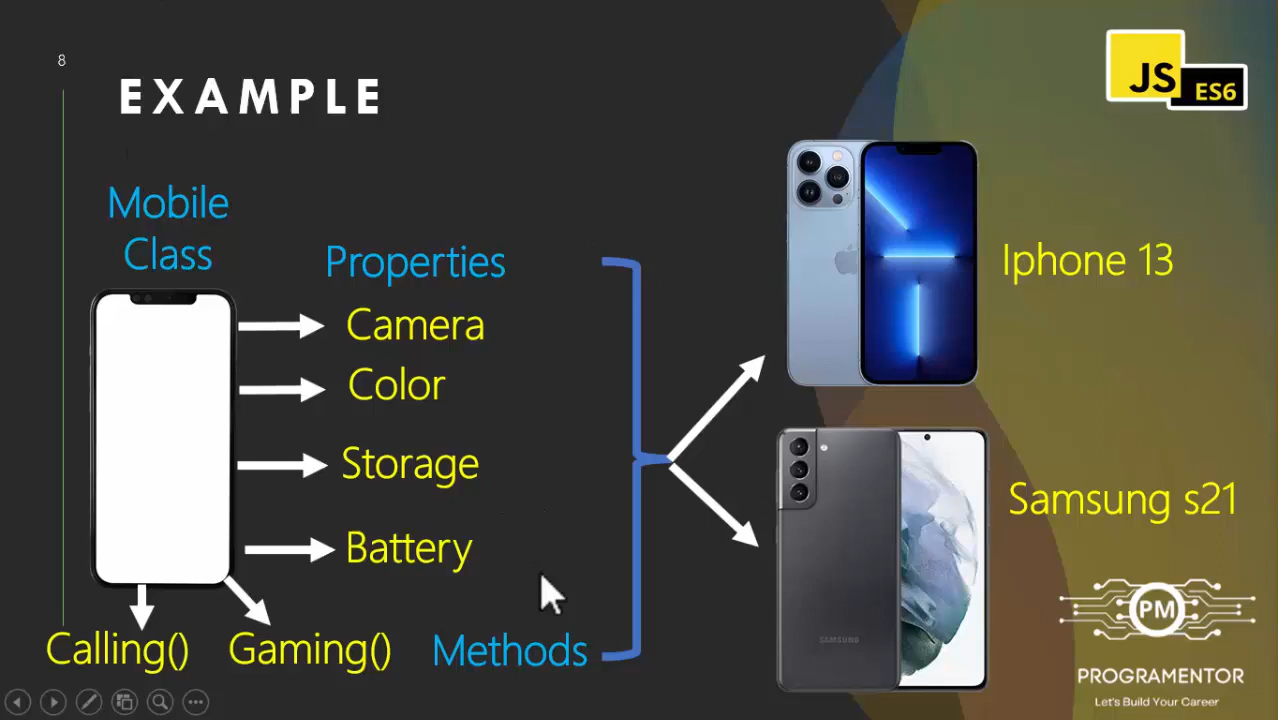 8
EXAMPLE
JS
ES6
Mobile
Class
Properties
Camera
Color
Storage
Battery
Calling()
Gaming()
Methods
Iphone 13
Samsung s21
SAMSUNG
PM
PROGRAMENTOR
Let's Build Your Career